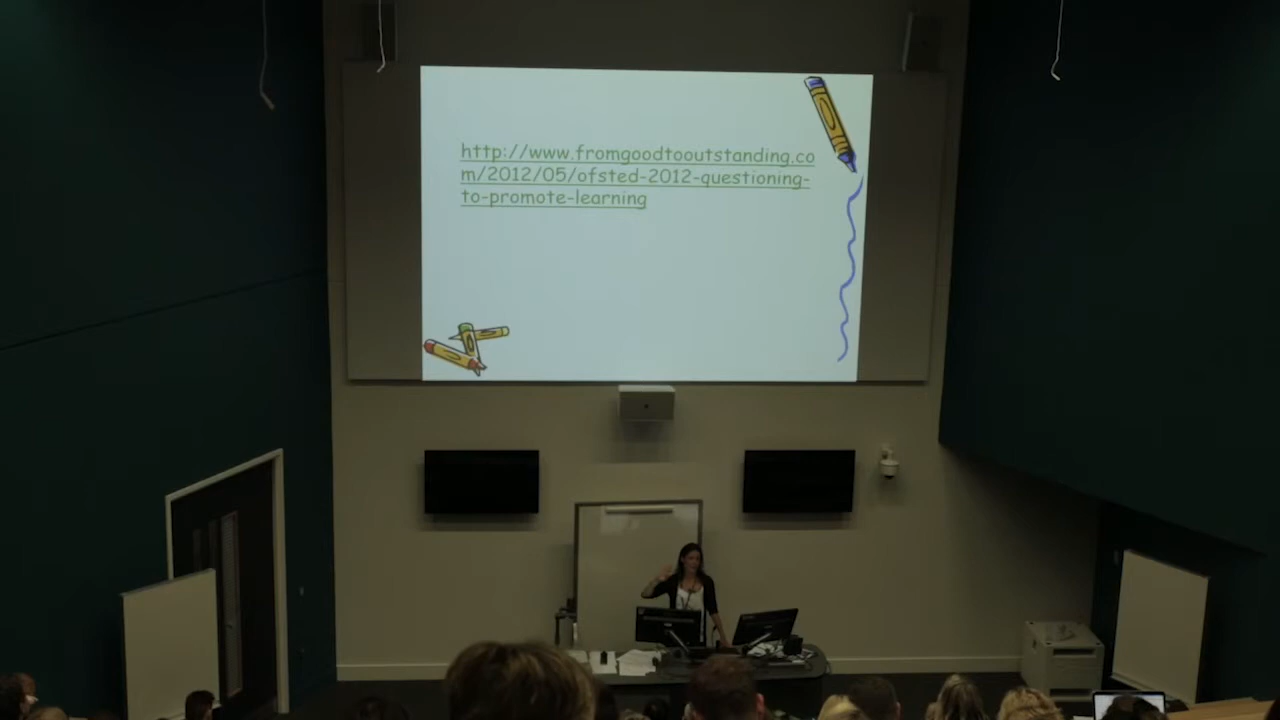 http://www.fromgoodtooutstanding.co
m/2012/05/ofsted-2012-questioning-
to-promote-learning